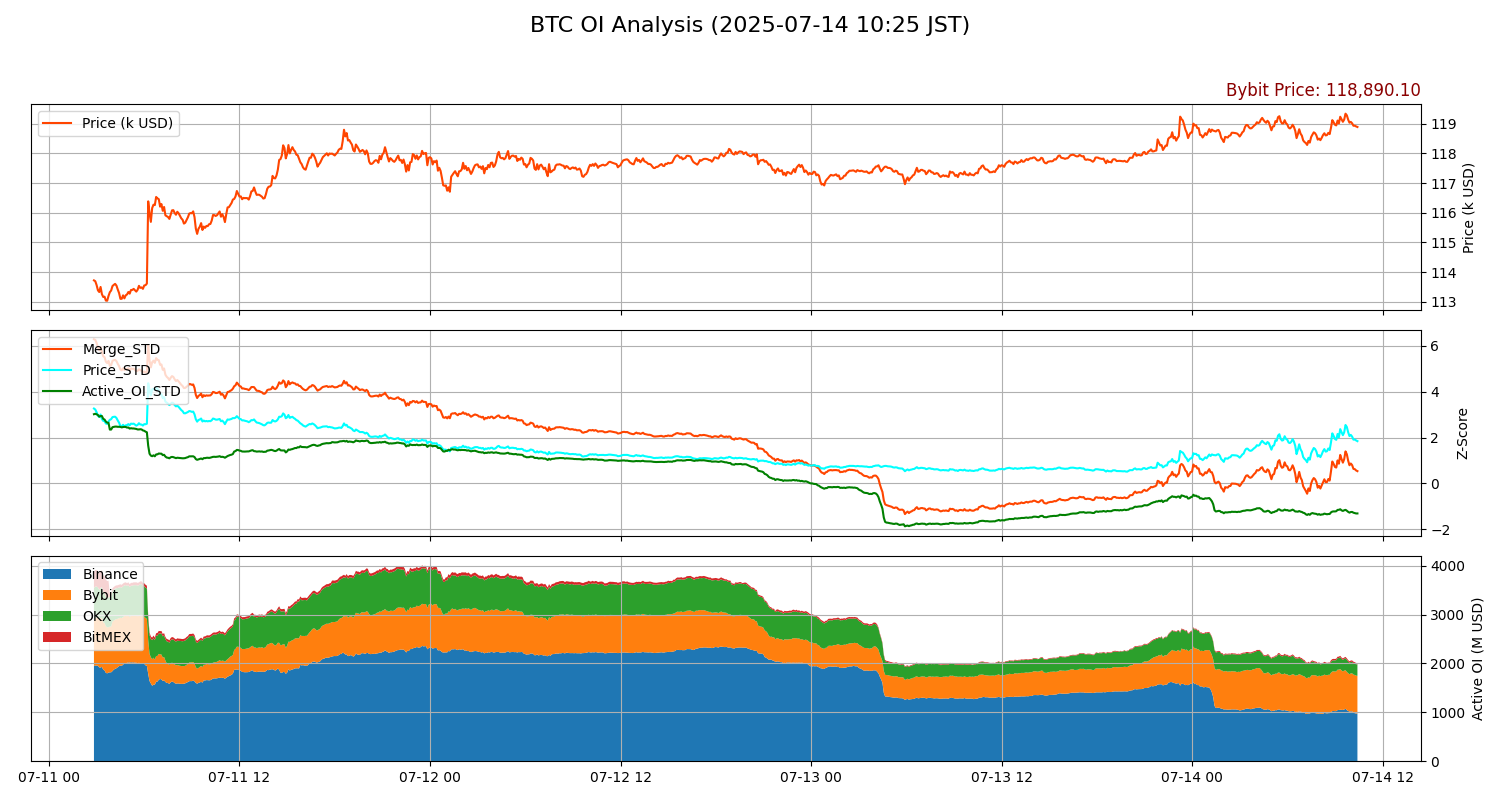 BTC OI Analysis (2025-07-14 10:25 JST)
Bybit Price: 118,890.10
Price (k USD)
119
118
117
116
115
114
113
Price (k USD)
Merge_STD
Price_STD
Active_OI_STD
6
4
2
0
−2
Z-Score
Binance
Bybit
OKX
BitMEX
4000
3000
2000
1000
0
Active OI (M USD)
07-11 00
07-11 12
07-12 00
07-12 12
07-13 00
07-13 12
07-14 00
07-14 12